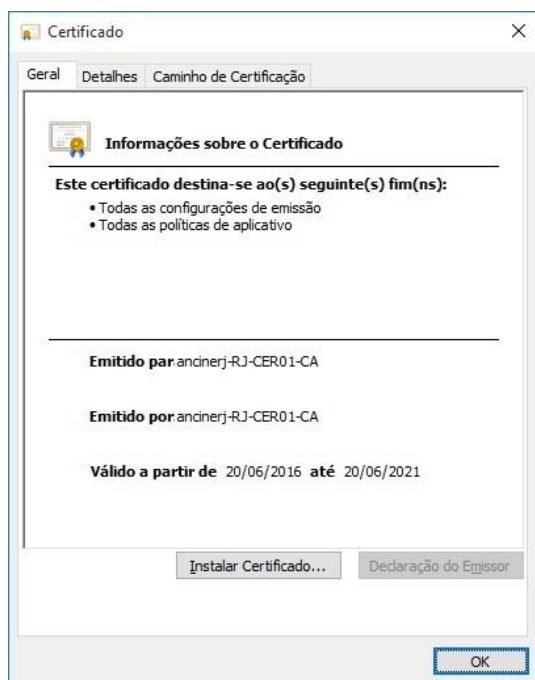 Certificado
Geral Detalhes Caminho de Certificação
Informações sobre o Certificado
Este certificado destina-se ao(s) seguinte(s) fim(ns):
• Todas as configurações de emissão
• Todas as políticas de aplicativo
Emitido par ancinerj-RJ-CER01-CA
Emitido por ancinerj-RJ-CER01-CA
Válido a partir de 20/06/2016 até 20/06/2021
Instalar Certificado... Declaração do Emissor
OK